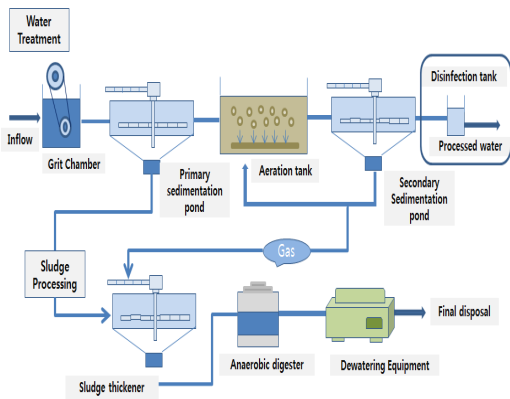 Water
Treatment
Disinfection tank
Inflow
Grit Chamber
Processed water
Primary
sedimentation
pond
Aeration tank
Secondary
Sedimentation
pond
Gas
Sludge
Processing
Final disposal
Anaerobic digester
Dewatering Equipment
Sludge thickener